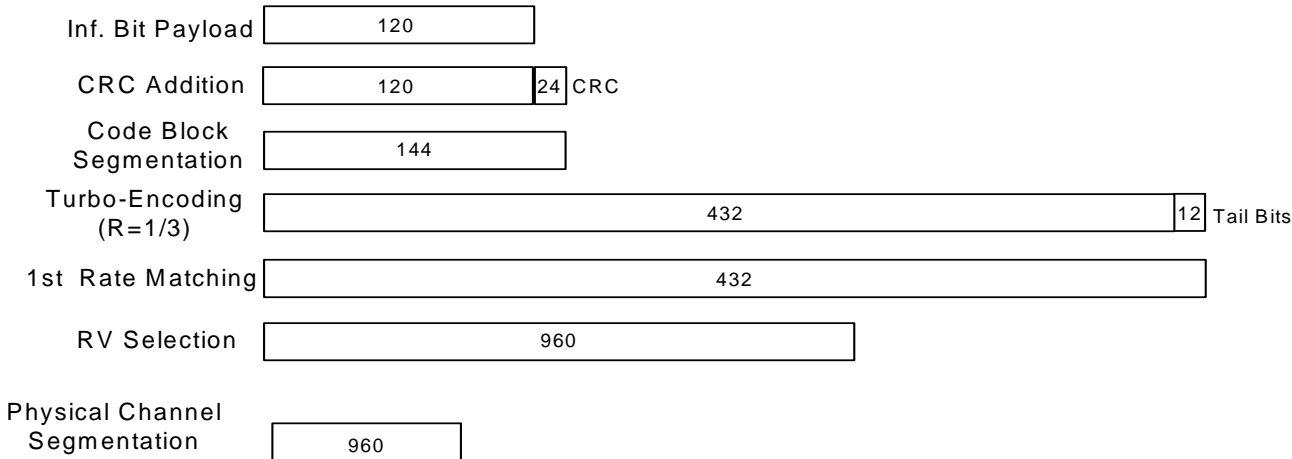 Inf. Bit Payload 120
CRC Addition 120 24 CRC
Code Block
Segmentation 144
Turbo-Encoding
(R=1/3) 432 12 Tail Bits
1st Rate Matching 432
RV Selection 960
Physical Channel
Segmentation 960